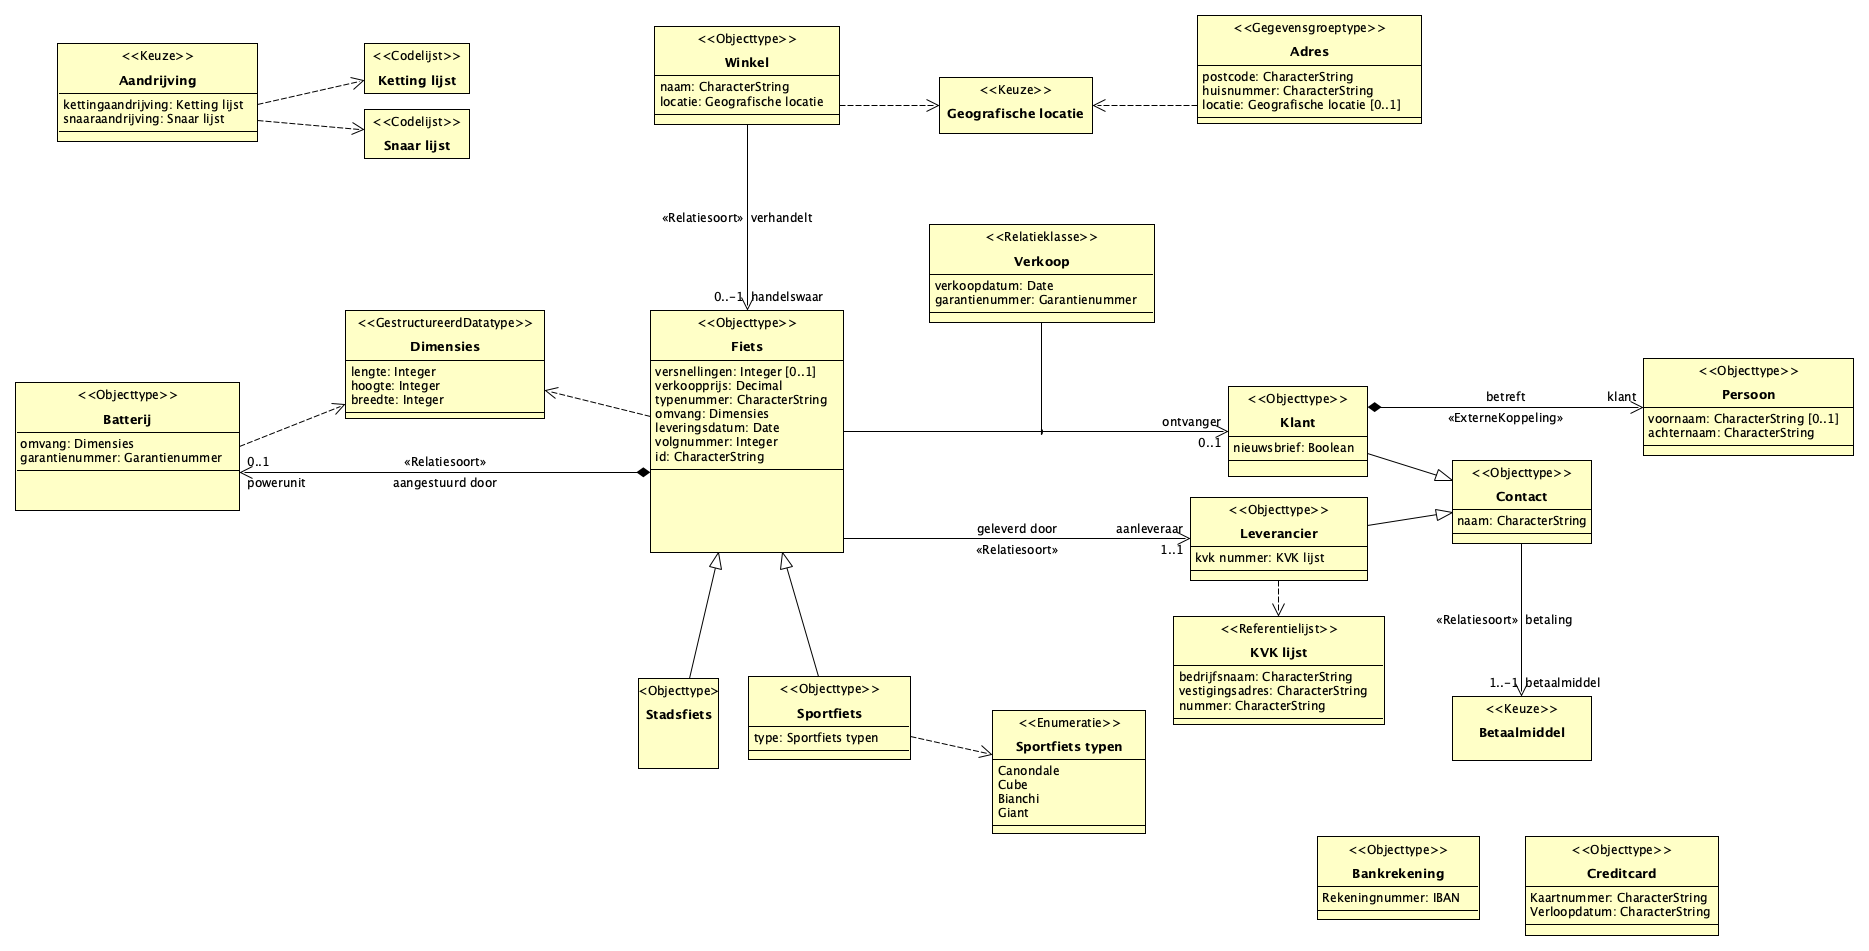 <<Keuze>>
Aandrijving
kettingaandrijving: Ketting lijst
snaaraandrijving: Snaar lijst
<<Codelijst>>
Ketting lijst
<<Codelijst>>
Snaar lijst
<<Objecttype>>
Winkel
naam: CharacterString
locatie: Geografische locatie
<<Keuze>>
Geografische locatie
<<Gegevensgroeptype>>
Adres
postcode: CharacterString
huisnummer: CharacterString
locatie: Geografische locatie [0..1]
«Relatiesoort» verhandelt
0..-1 handelswaar
<<Relatieklasse>>
Verkoop
verkoopdatum: Date
garantienummer: Garantienummer
<<GestructureerdDatatype>>
Dimensies
lengte: Integer
hoogte: Integer
breedte: Integer
<<Objecttype>>
Fiets
versnellingen: Integer [0..1]
verkoopprijs: Decimal
typenummer: CharacterString
omvang: Dimensies
leveringsdatum: Date
volgnummer: Integer
id: CharacterString
<<Objecttype>>
Batterij
omvang: Dimensies
garantienummer: Garantienummer
0..1
powerunit
«Relatiesoort»
aangestuurd door
ontvanger
0..1
<<Objecttype>>
Klant
nieuwsbrief: Boolean
betreft
«ExterneKoppeling»
klant
<<Objecttype>>
Persoon
voornaam: CharacterString [0..1]
achternaam: CharacterString
<<Objecttype>>
Contact
naam: CharacterString
geleverd door
«Relatiesoort»
aanleveraar
1..1
<<Objecttype>>
Leverancier
kvk nummer: KVK lijst
<<Referentielijst>>
KVK lijst
bedrijfsnaam: CharacterString
vestigingsadres: CharacterString
nummer: CharacterString
«Relatiesoort» betaling
1..-1 betaalmiddel
<<Keuze>>
Betaalmiddel
<Objecttype>
Stadsfiets
<<Objecttype>>
Sportfiets
type: Sportfiets typen
<<Enumeratie>>
Sportfiets typen
Canondale
Cube
Bianchi
Giant
<<Objecttype>>
Bankrekening
Rekeningnummer: IBAN
<<Objecttype>>
Creditcard
Kaartnummer: CharacterString
Verloopdatum: CharacterString